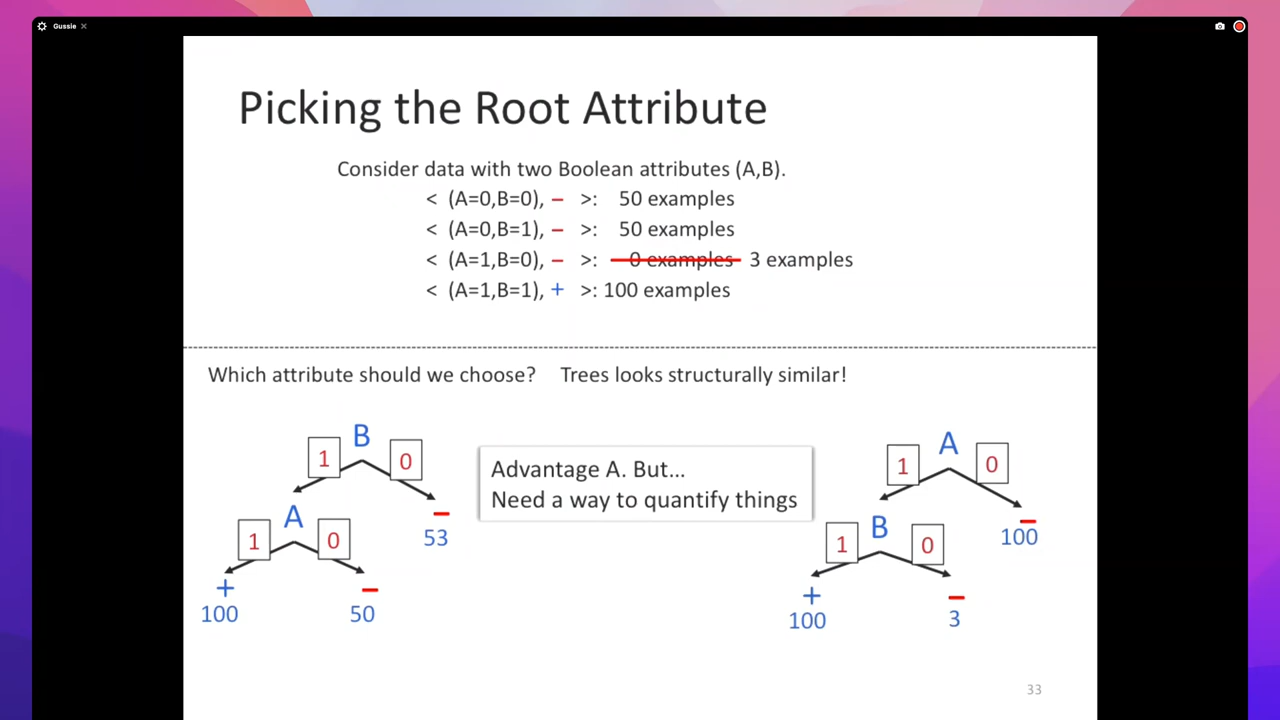 Gussie
Picking the Root Attribute
Consider data with two Boolean attributes (A,B).
< (A=0,B=0), − >: 50 examples
< (A=0,B=1), − >: 50 examples
< (A=1,B=0), − >: 0 examples 3 examples
< (A=1,B=1), + >: 100 examples
Which attribute should we choose? Trees looks structurally similar!
B
1 0
A
1 0
−
53
+
100
−
50
Advantage A. But...
Need a way to quantify things
A
1 0
B
1 0
−
100
+
100
−
3
33